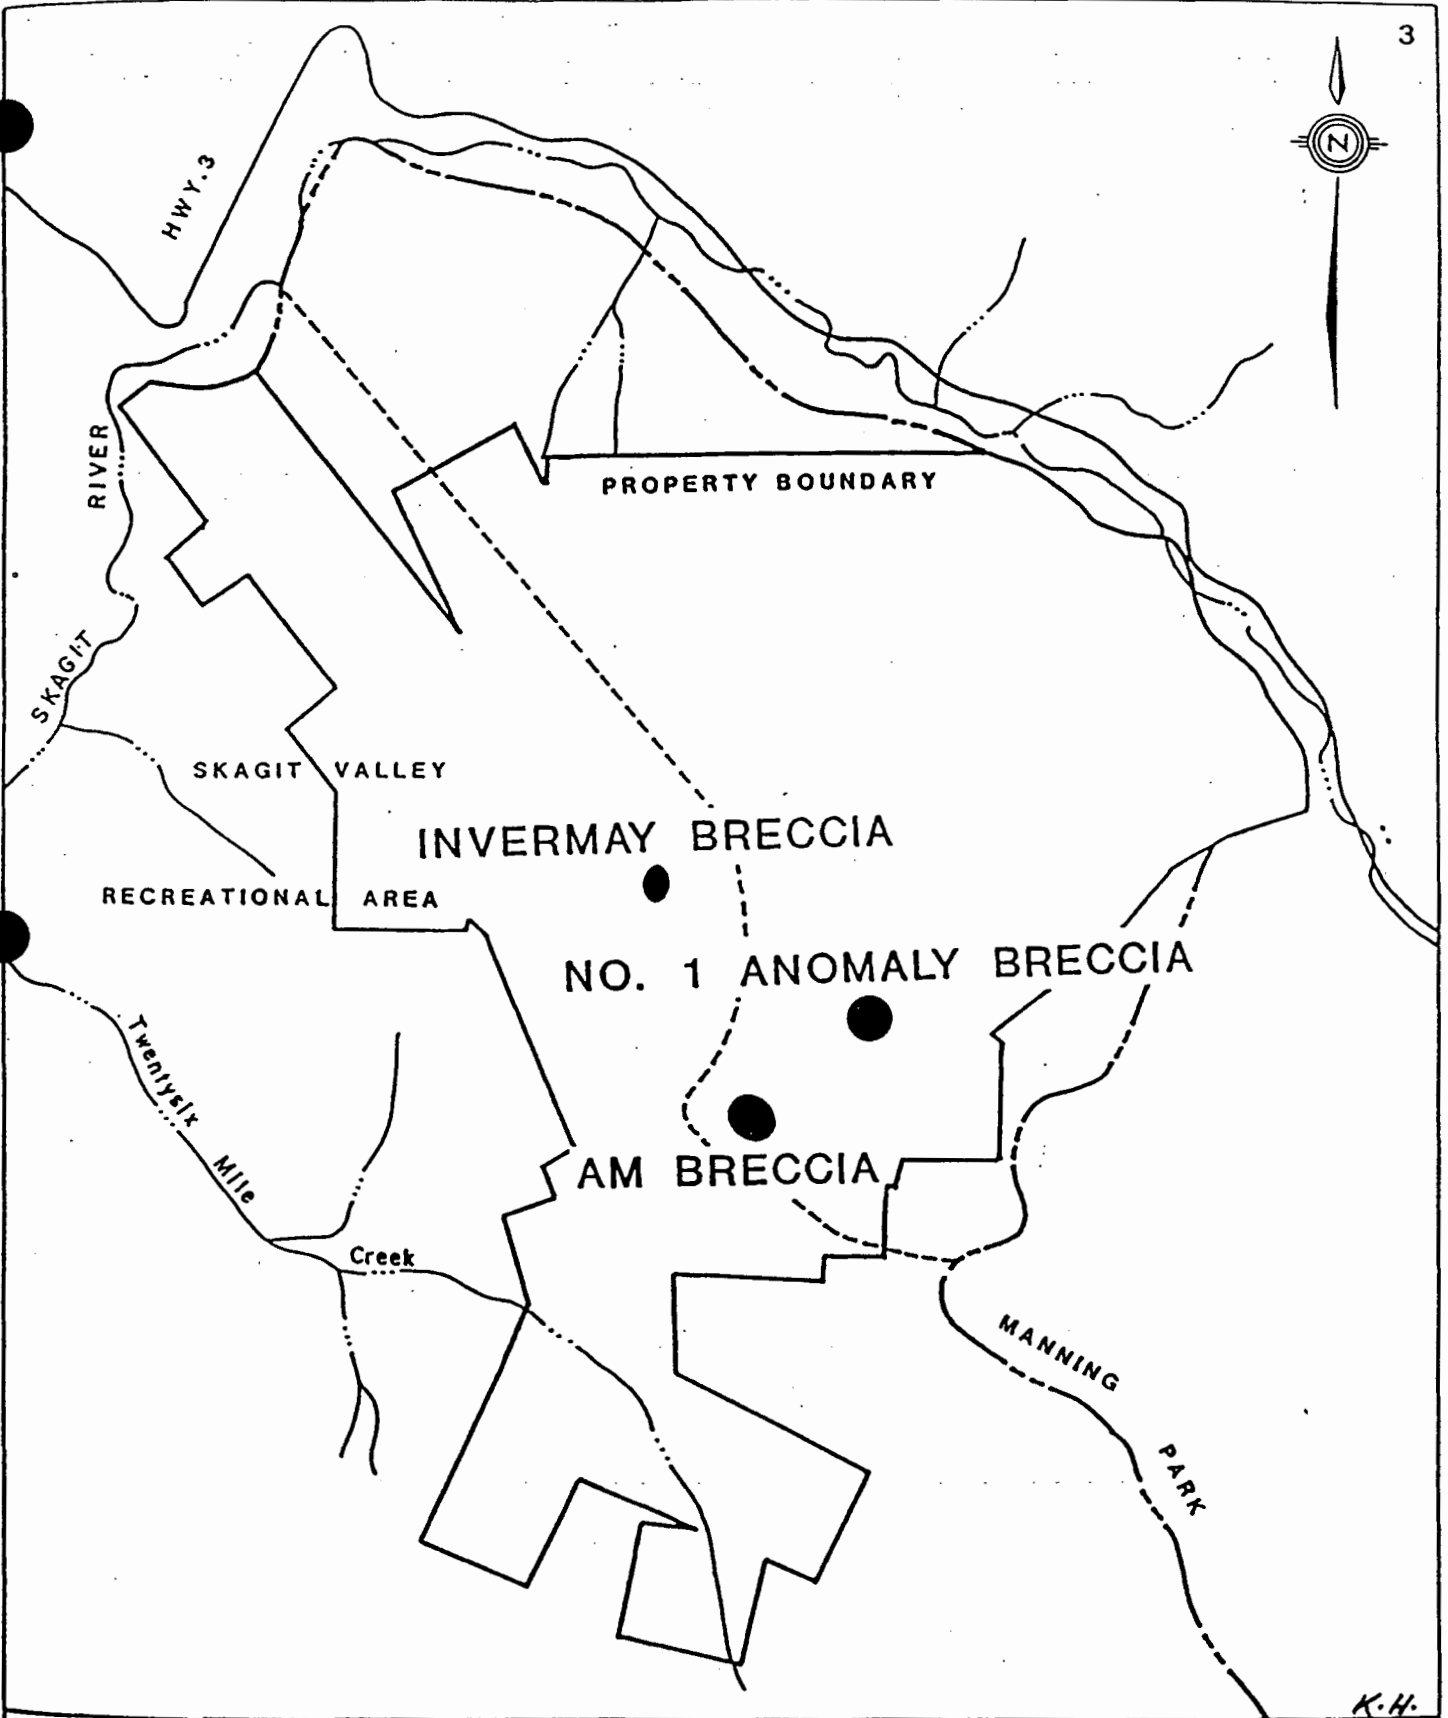 3
HWY. 3
N
RIVER
PROPERTY BOUNDARY
SKAGIT
SKAGIT VALLEY
INVERMAY BRECCIA
RECREATIONAL AREA
NO. 1 ANOMALY BRECCIA
Twentysix
AM BRECCIA
Mile
Creek
MANNING
PARK
K.H.